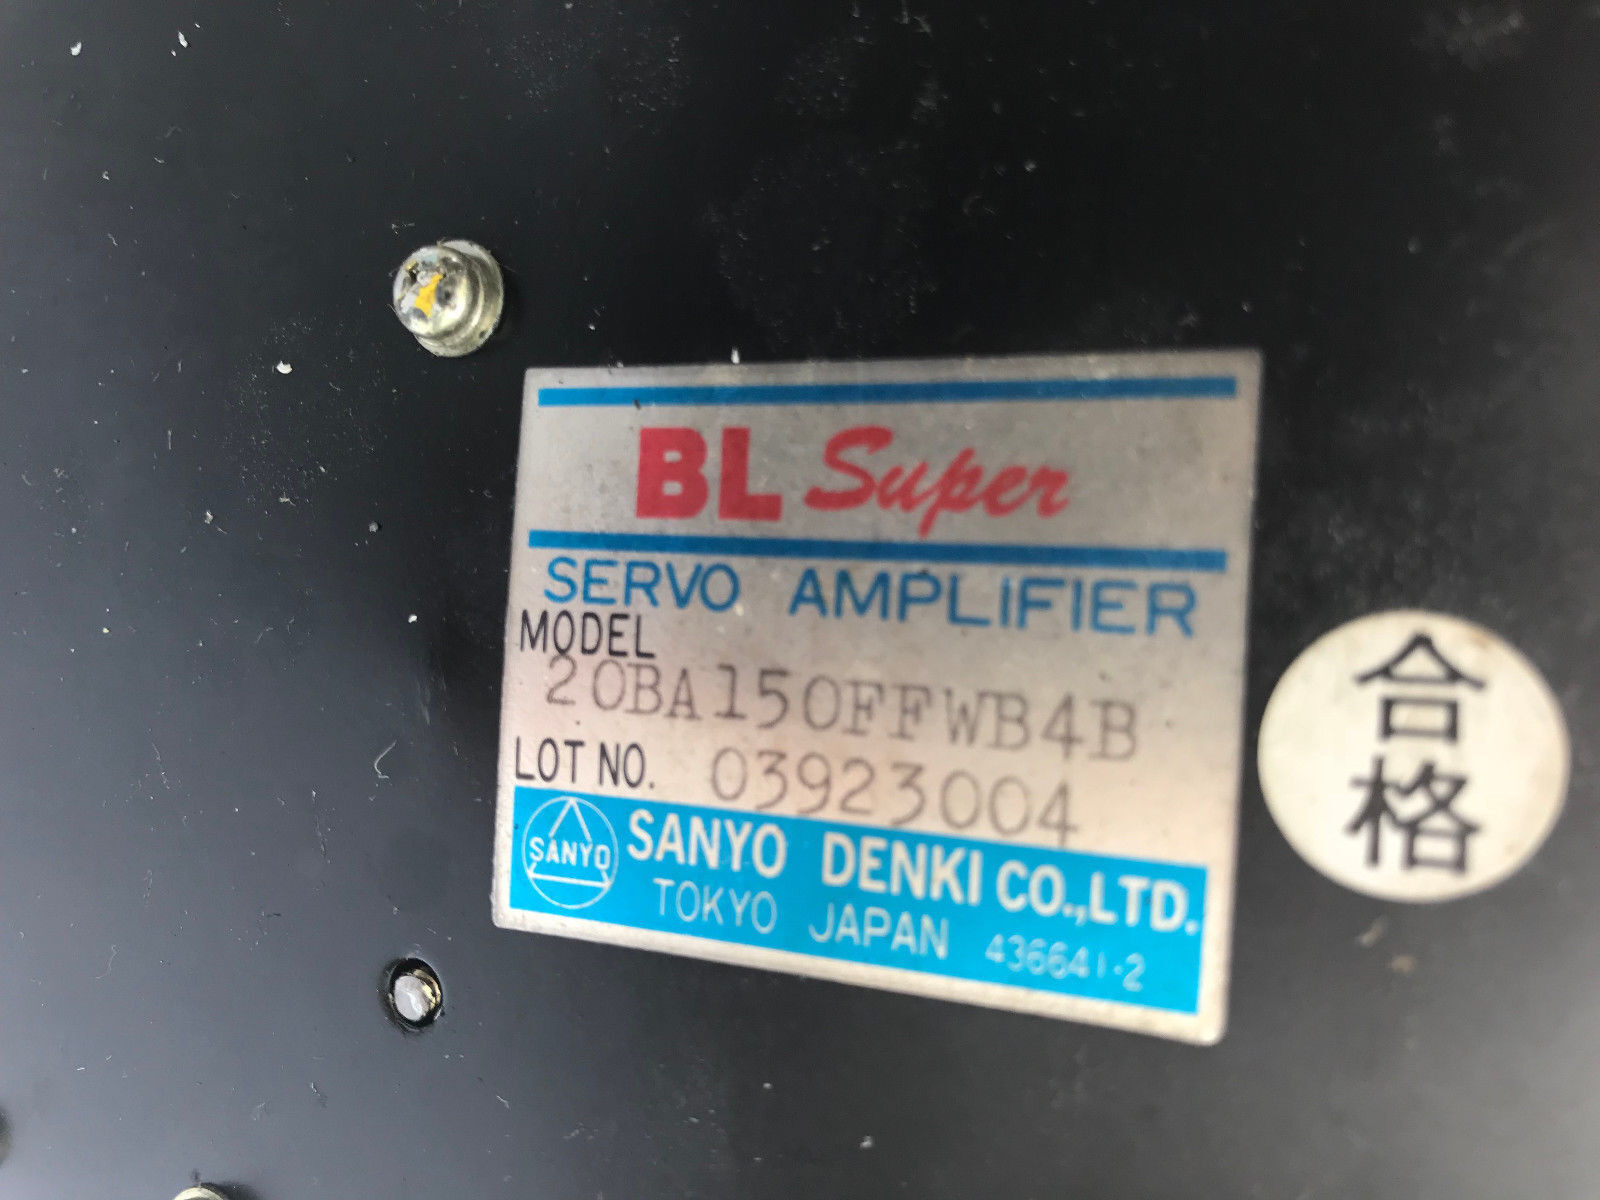 BL Super
SERVO AMPLIFIER
MODEL
20BA150FFWB4B
LOT NO. 03923004
SANYO
SANYO DENKI CO.,LTD.
TOKYO JAPAN 436641-2
合
格